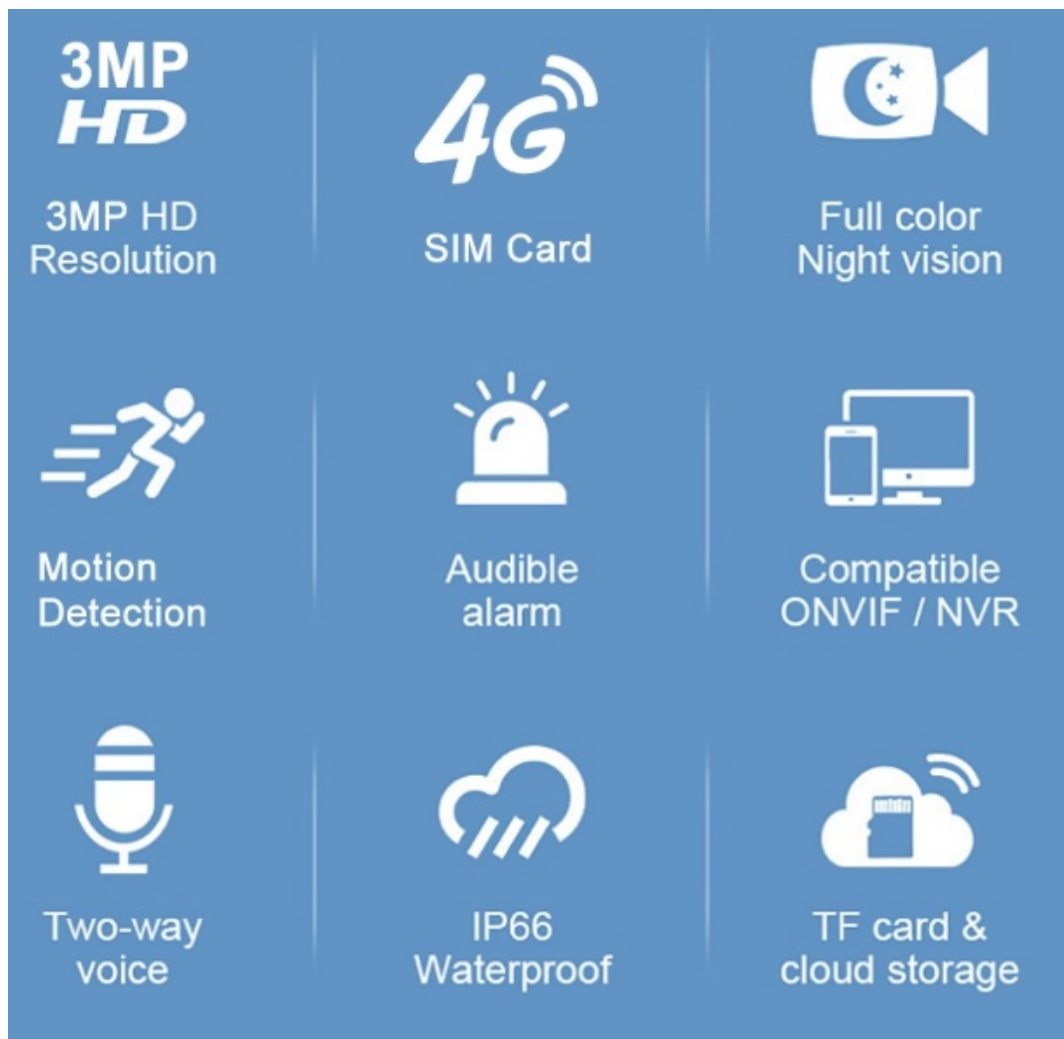 3MP
HD
3MP HD
Resolution
4G
SIM Card
Full color
Night vision
Motion
Detection
Audible
alarm
Compatible
ONVIF / NVR
Two-way
voice
IP66
Waterproof
TF card &
cloud storage